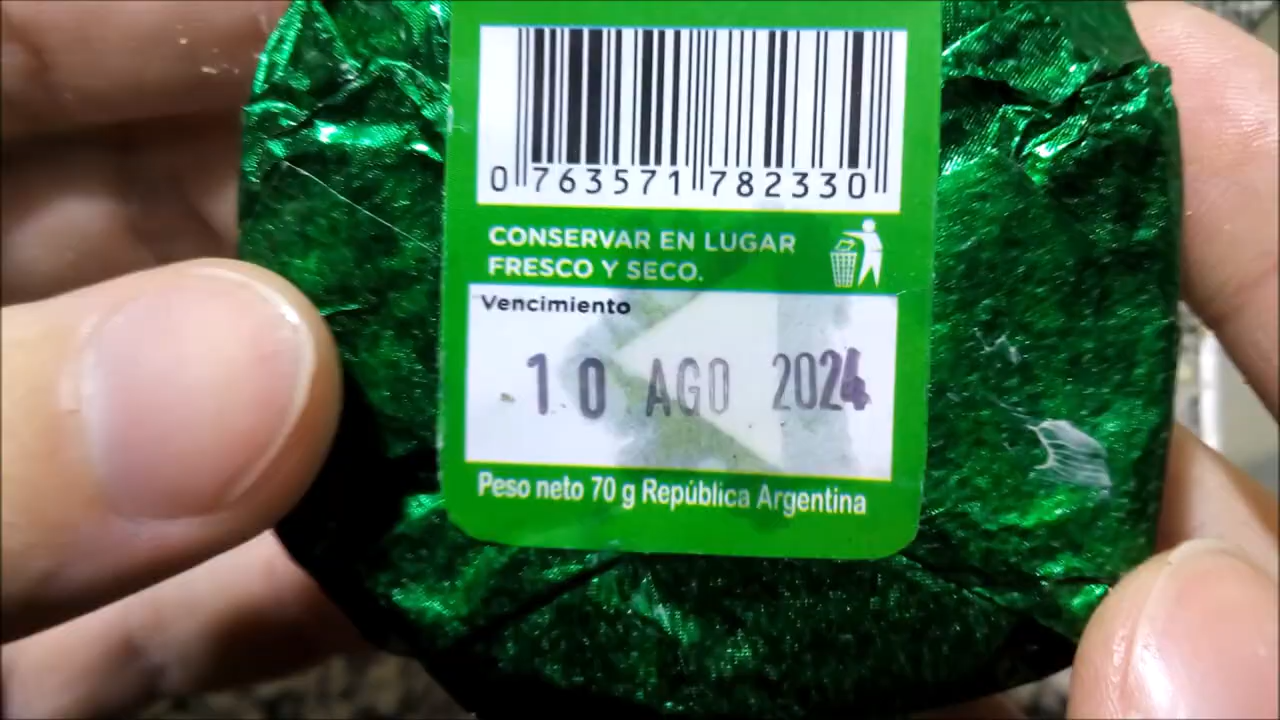 0 763571 782330
CONSERVAR EN LUGAR
FRESCO Y SECO.
Vencimiento
10 AGO 2024
Peso neto 70 g República Argentina